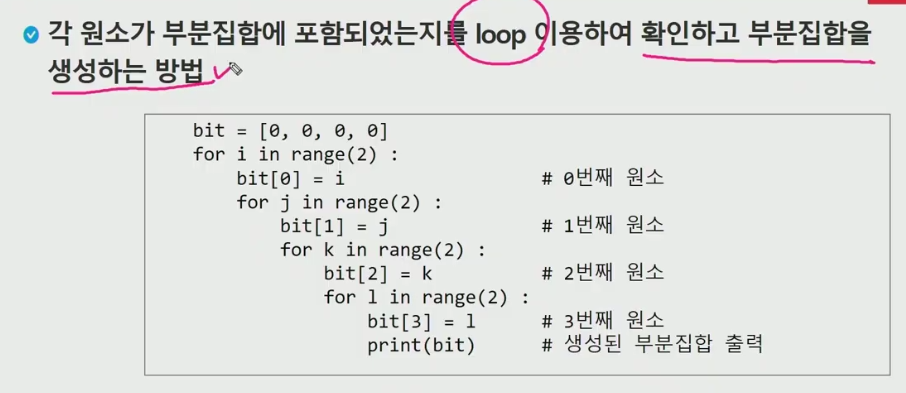 각 원소가 부분집합에 포함되었는지를 loop 이용하여 확인하고 부분집합을
생성하는 방법
bit = [0, 0, 0, 0]
for i in range(2) :
    bit[0] = i                  # 0번째 원소
    for j in range(2) :
        bit[1] = j              # 1번째 원소
        for k in range(2) :
            bit[2] = k          # 2번째 원소
            for l in range(2) :
                bit[3] = l      # 3번째 원소
                print(bit)      # 생성된 부분집합 출력